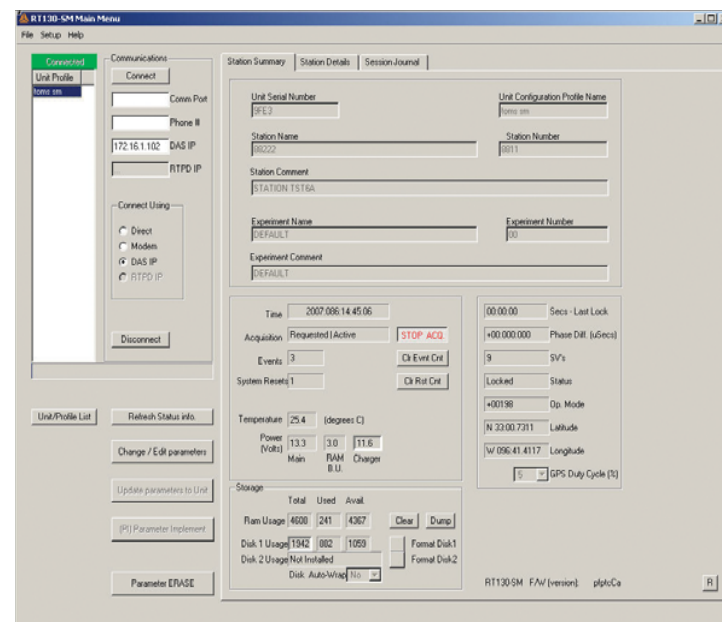 RT130-SM Main Menu
File Setup Help
Connected
Unit Profile
toms sm
Communications
Connect
Comm Port
Phone #
172.16.1.102 DAS IP
RTPD IP
Connect Using
Direct
Modem
DAS IP
RTPD IP
Disconnect
Unit/Profile List
Refresh Status info.
Change / Edit parameters
Update parameters to Unit
(PI) Parameter Implement
Parameter ERASE
Station Summary Station Details Session Journal
Unit Serial Number Unit Configuration Profile Name
9FE3 toms sm
Station Name Station Number
88222 8811
Station Comment
STATION TST6A
Experiment Name Experiment Number
DEFAULT 00
Experiment Comment
DEFAULT
Time 2007:086:14:45:06
Acquisition Requested | Active STOP ACQ.
Events 3 Clr Evnt Cnt
System Resets 1 Clr Rst Cnt
Temperature 25.4 (degrees C)
Power (Volts) 13.3 3.0 11.6
Main RAM B.U. Charger
00:00:00 Secs - Last Lock
+00:000:000 Phase Diff. (uSecs)
9 SV's
Locked Status
+00198 Op. Mode
N 33:00.7311 Latitude
W 096:41.4117 Longitude
5 GPS Duty Cycle (%)
Storage
Total Used Avail.
Ram Usage 4608 241 4367 Clear Dump
Disk 1 Usage 1942 882 1059 Format Disk1
Disk 2 Usage Not Installed Format Disk2
Disk Auto-Wrap No
RT130-SM F/W (version): plptcCa R